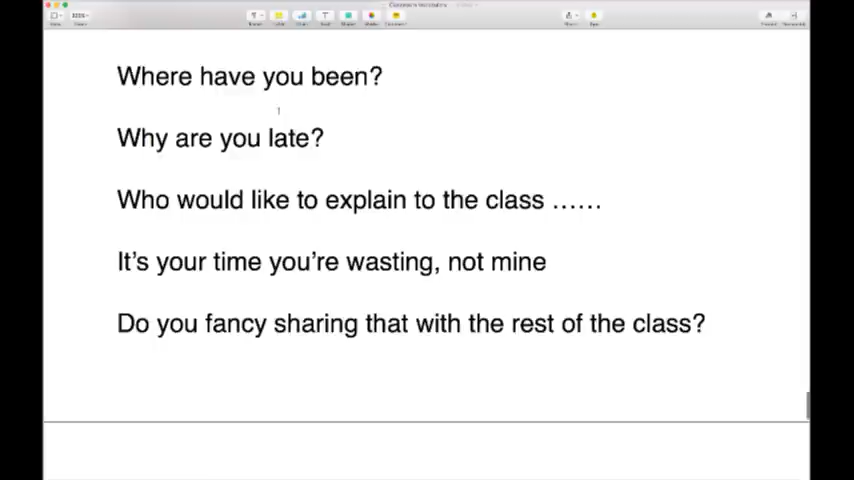 Where have you been?
Why are you late?
Who would like to explain to the class ......
It's your time you're wasting, not mine
Do you fancy sharing that with the rest of the class?